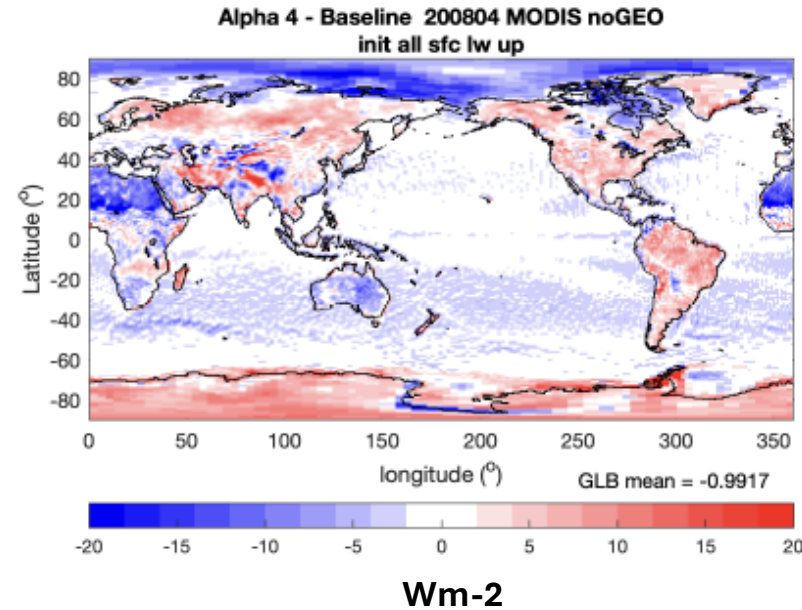 Alpha 4 - Baseline 200804 MODIS noGEO
init all sfc lw up
Latitude (o)
80
60
40
20
0
-20
-40
-60
-80
0 50 100 150 200 250 300 350
longitude (o)
GLB mean = -0.9917
-20 -15 -10 -5 0 5 10 15 20
Wm-2